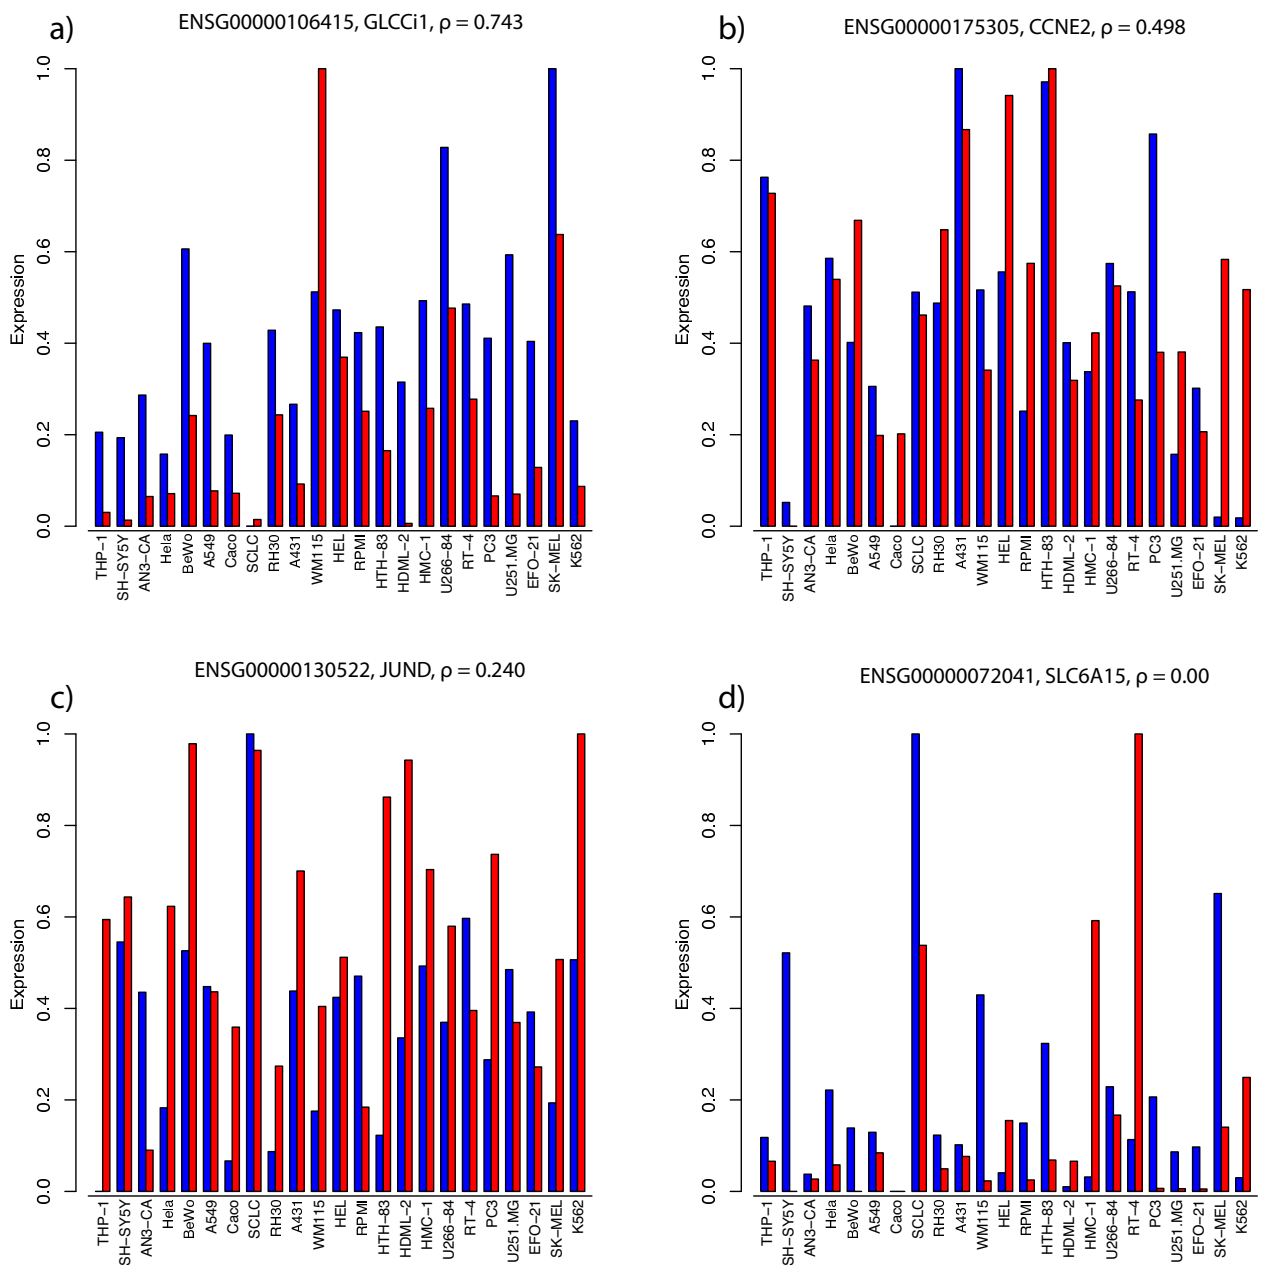 a)
ENSG00000106415, GLCCi1, ρ = 0.743
Expression
0.0
0.2
0.4
0.6
0.8
1.0
THP−1
SH−SY5Y
AN3−CA
Hela
BeWo
A549
Caco
SCLC
RH30
A431
WM115
HEL
RPMI
HTH−83
HDML−2
HMC−1
U266−84
RT−4
PC3
U251.MG
EFO−21
SK−MEL
K562
b)
ENSG00000175305, CCNE2, ρ = 0.498
Expression
0.0
0.2
0.4
0.6
0.8
1.0
THP−1
SH−SY5Y
AN3−CA
Hela
BeWo
A549
Caco
SCLC
RH30
A431
WM115
HEL
RPMI
HTH−83
HDML−2
HMC−1
U266−84
RT−4
PC3
U251.MG
EFO−21
SK−MEL
K562
c)
ENSG00000130522, JUND, ρ = 0.240
Expression
0.0
0.2
0.4
0.6
0.8
1.0
THP−1
SH−SY5Y
AN3−CA
Hela
BeWo
A549
Caco
SCLC
RH30
A431
WM115
HEL
RPMI
HTH−83
HDML−2
HMC−1
U266−84
RT−4
PC3
U251.MG
EFO−21
SK−MEL
K562
d)
ENSG00000072041, SLC6A15, ρ = 0.00
Expression
0.0
0.2
0.4
0.6
0.8
1.0
THP−1
SH−SY5Y
AN3−CA
Hela
BeWo
A549
Caco
SCLC
RH30
A431
WM115
HEL
RPMI
HTH−83
HDML−2
HMC−1
U266−84
RT−4
PC3
U251.MG
EFO−21
SK−MEL
K562